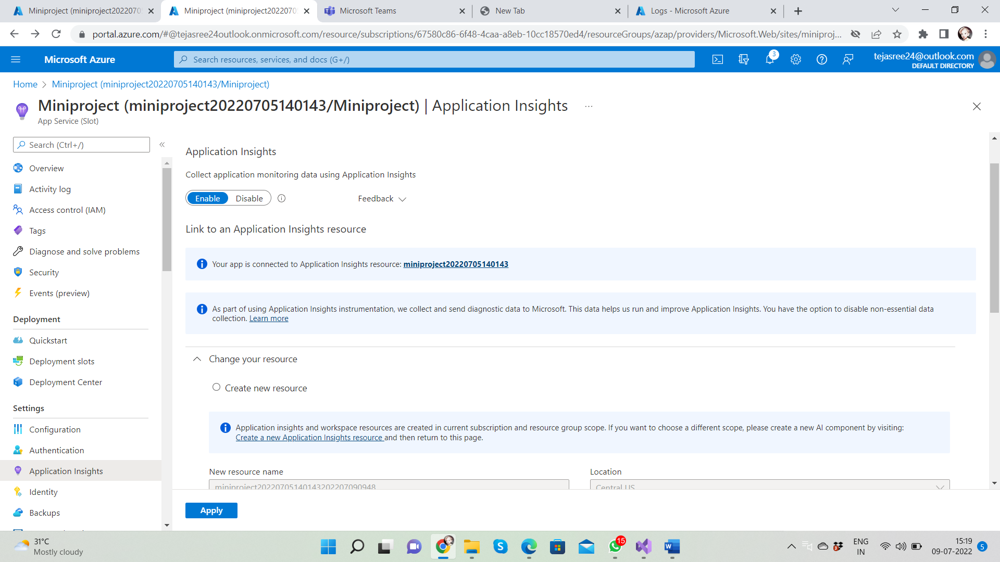 Miniproject (miniproject2022070
Miniproject (miniproject2022070
Microsoft Teams
New Tab
Logs - Microsoft Azure
portal.azure.com/#@tejasree24outlook.onmicrosoft.com/resource/subscriptions/67580c86-6f48-4caa-a8eb-10cc18570ed4/resourceGroups/azap/providers/Microsoft.Web/sites/miniproj...
Microsoft Azure
Search resources, services, and docs (G+/)
3
tejasree24@outlook.com
DEFAULT DIRECTORY
Home > Miniproject (miniproject20220705140143/Miniproject)
Miniproject (miniproject20220705140143/Miniproject) | Application Insights ...
App Service (Slot)
Search (Ctrl+/)
«
Overview
Activity log
Access control (IAM)
Tags
Diagnose and solve problems
Security
Events (preview)
Deployment
Quickstart
Deployment slots
Deployment Center
Settings
Configuration
Authentication
Application Insights
Identity
Backups
Application Insights
Collect application monitoring data using Application Insights
Enable Disable
Feedback
Link to an Application Insights resource
Your app is connected to Application Insights resource: miniproject20220705140143
As part of using Application Insights instrumentation, we collect and send diagnostic data to Microsoft. This data helps us run and improve Application Insights. You have the option to disable non-essential data
collection. Learn more
Change your resource
Create new resource
Application insights and workspace resources are created in current subscription and resource group scope. If you want to choose a different scope, please create a new AI component by visiting:
Create a new Application Insights resource and then return to this page.
New resource name
Location
miniproject20220705140143202207090948
Central US
Apply
31°C
Mostly cloudy
15
ENG
IN
15:19
09-07-2022
5